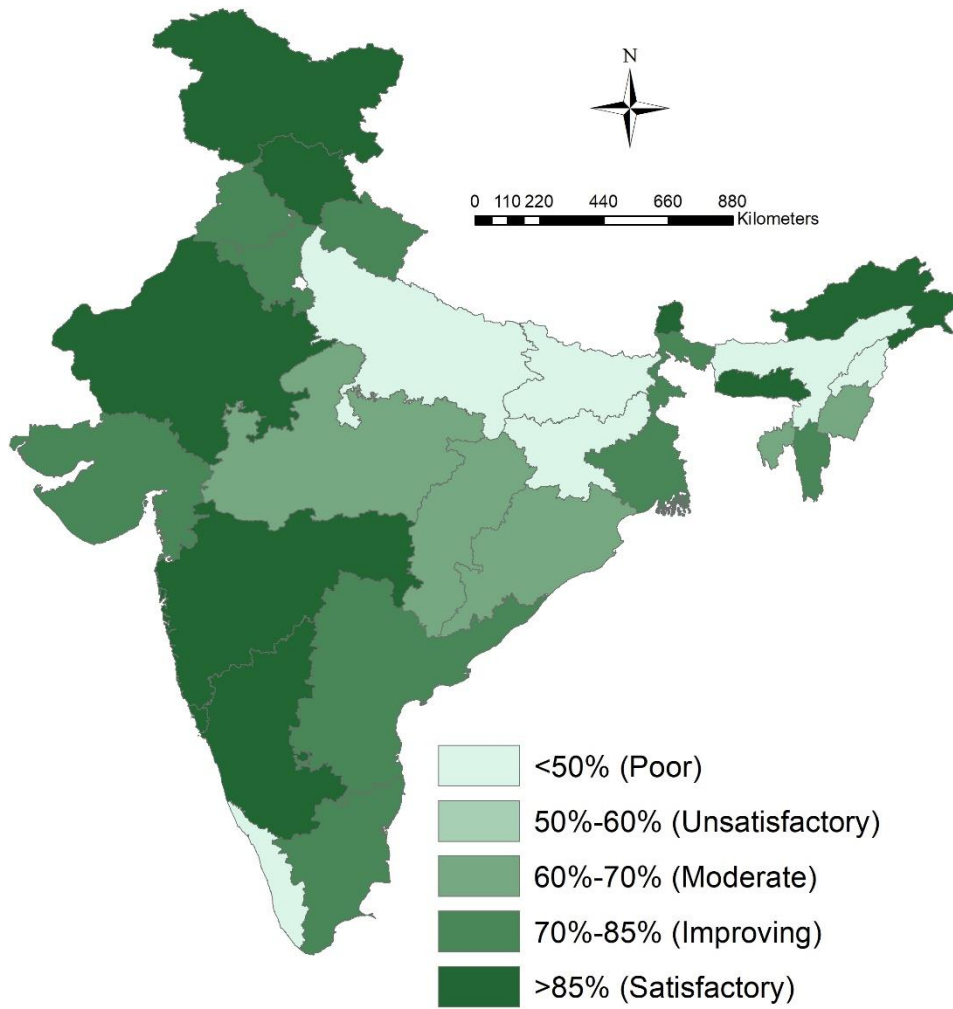 N
0 110 220 440 660 880
Kilometers
<50% (Poor)
50%-60% (Unsatisfactory)
60%-70% (Moderate)
70%-85% (Improving)
>85% (Satisfactory)